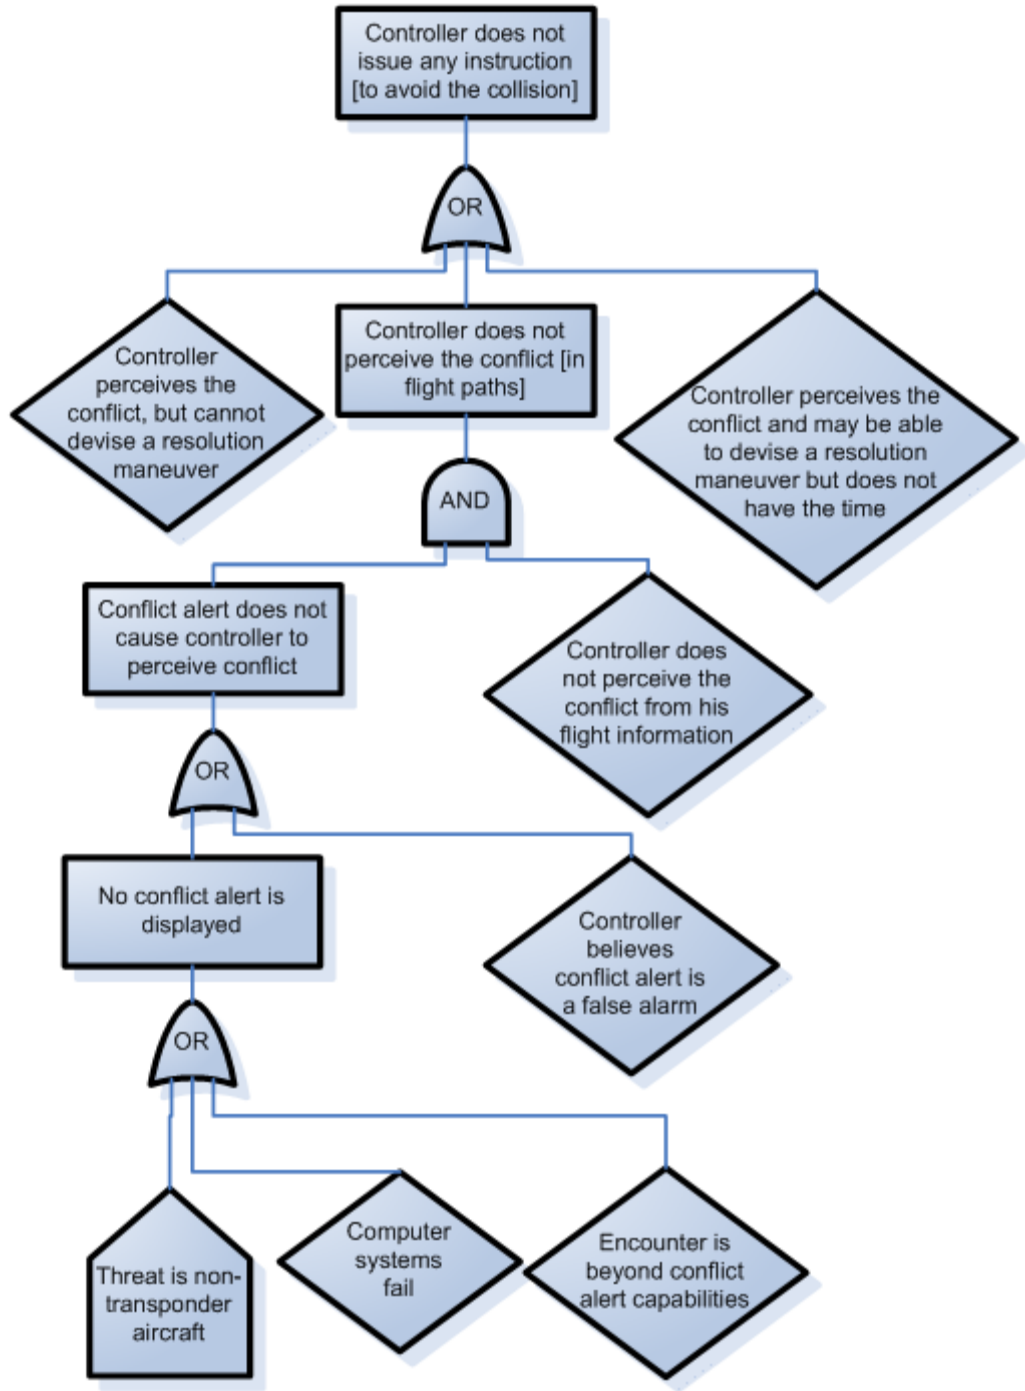 Controller does not
issue any instruction
[to avoid the collision]
OR
Controller
perceives the
conflict, but cannot
devise a resolution
maneuver
Controller does not
perceive the conflict [in
flight paths]
Controller perceives the
conflict and may be able
to devise a resolution
maneuver but does not
have the time
AND
Conflict alert does not
cause controller to
perceive conflict
Controller does
not perceive the
conflict from his
flight information
OR
No conflict alert is
displayed
Controller
believes
conflict alert is
a false alarm
OR
Threat is non-
transponder
aircraft
Computer
systems
fail
Encounter is
beyond conflict
alert capabilities